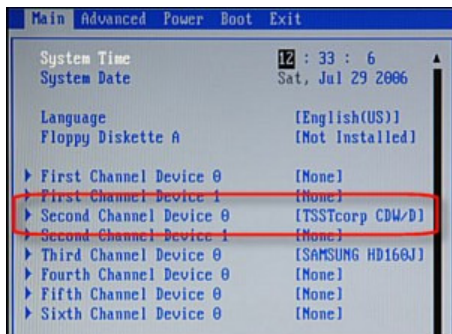 Main Advanced Power Boot Exit
System Time 12 : 33 : 6
System Date Sat, Jul 29 2006
Language [English(US)]
Floppy Diskette A [Not Installed]
First Channel Device 0 [None]
First Channel Device 1 [None]
Second Channel Device 0 [TSSTcorp CDW/D]
Second Channel Device 1 [None]
Third Channel Device 0 [SAMSUNG HD160J]
Fourth Channel Device 0 [None]
Fifth Channel Device 0 [None]
Sixth Channel Device 0 [None]